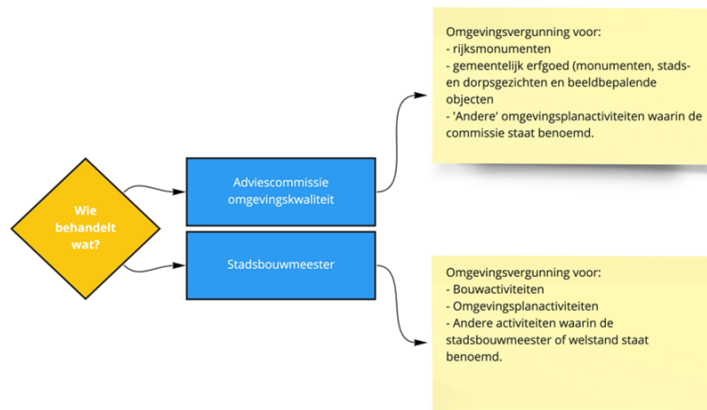 Wie
behandelt
wat?
Adviescommissie
omgevingskwaliteit
Stadsbouwmeester
Omgevingsvergunning voor:
- rijksmonumenten
- gemeentelijk erfgoed (monumenten, stads-
en dorpsgezichten en beeldbepalende
objecten
- 'Andere' omgevingsplanactiviteiten waarin de
commissie staat benoemd.
Omgevingsvergunning voor:
- Bouwactiviteiten
- Omgevingsplanactiviteiten
- Andere activiteiten waarin de
stadsbouwmeester of welstand staat
benoemd.